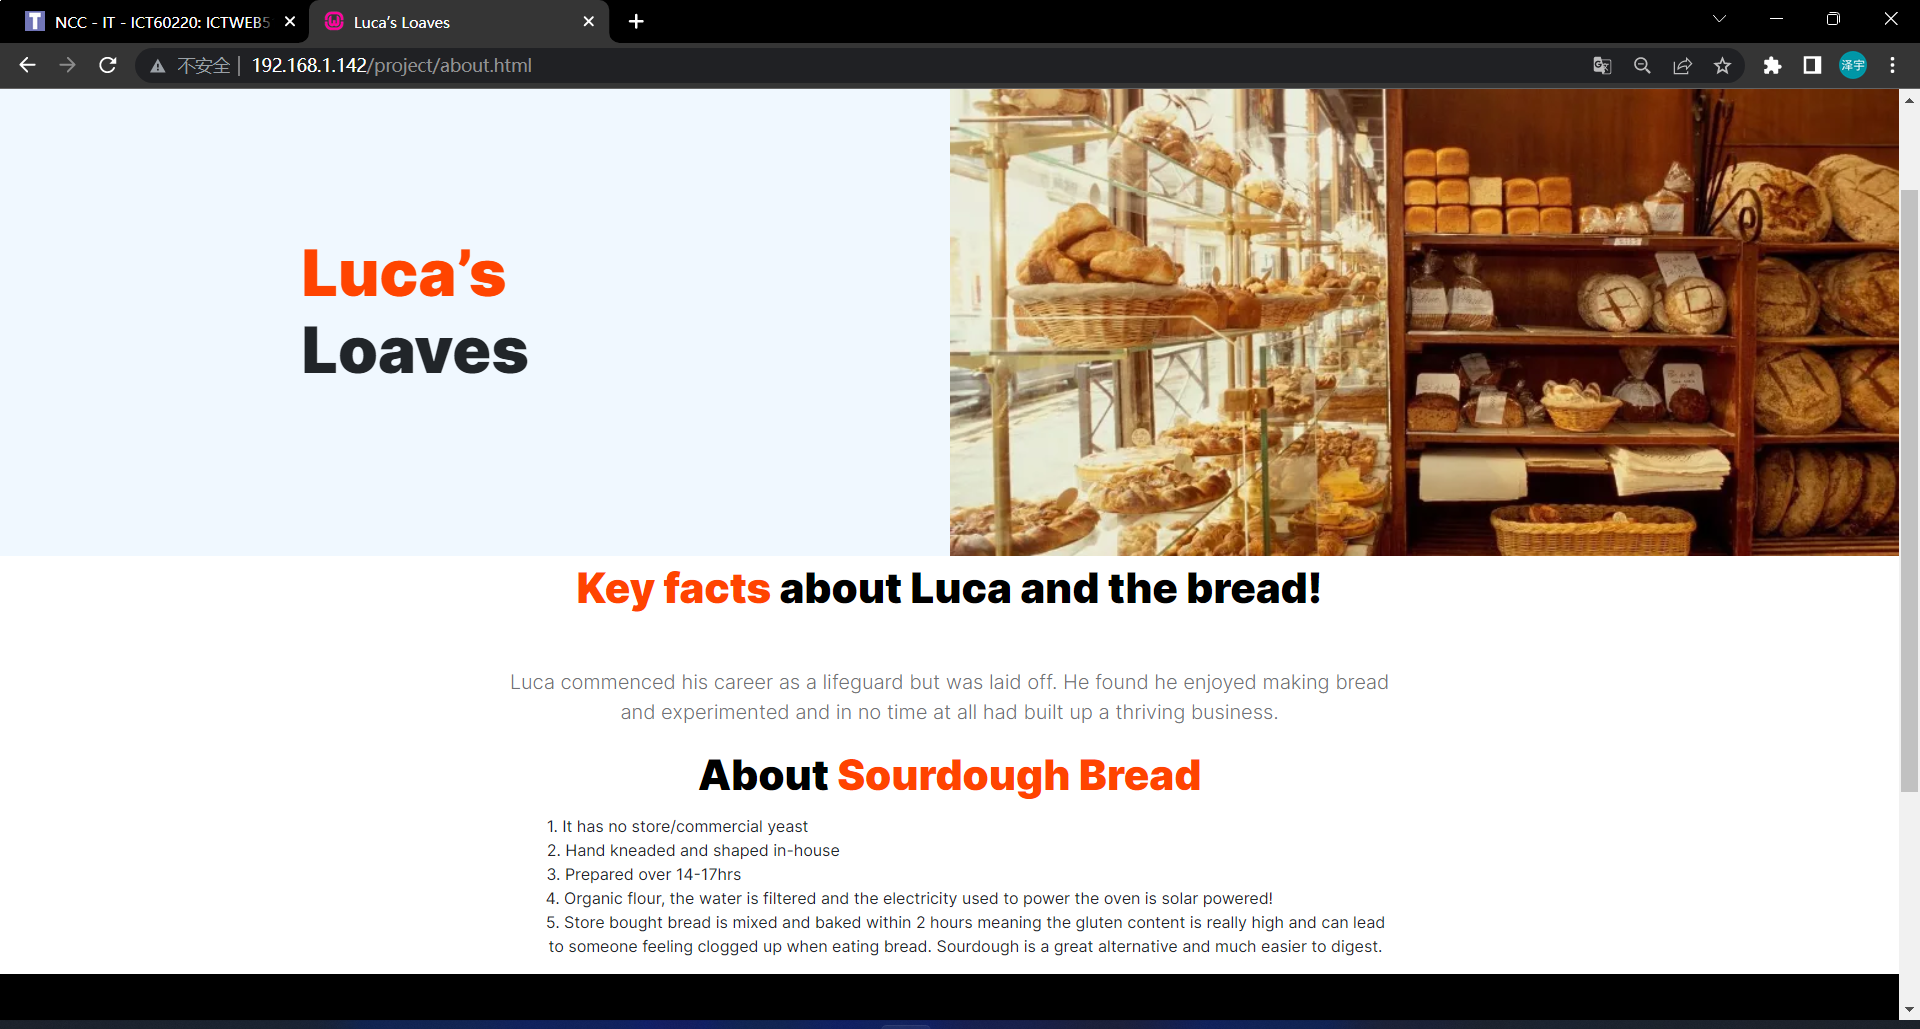 NCC - IT - ICT60220: ICTWEB5
Luca’s Loaves
不安全
192.168.1.142/project/about.html
泽宇
Luca’s
Loaves
Key facts about Luca and the bread!
Luca commenced his career as a lifeguard but was laid off. He found he enjoyed making bread
and experimented and in no time at all had built up a thriving business.
About Sourdough Bread
1. It has no store/commercial yeast
2. Hand kneaded and shaped in-house
3. Prepared over 14-17hrs
4. Organic flour, the water is filtered and the electricity used to power the oven is solar powered!
5. Store bought bread is mixed and baked within 2 hours meaning the gluten content is really high and can lead
to someone feeling clogged up when eating bread. Sourdough is a great alternative and much easier to digest.